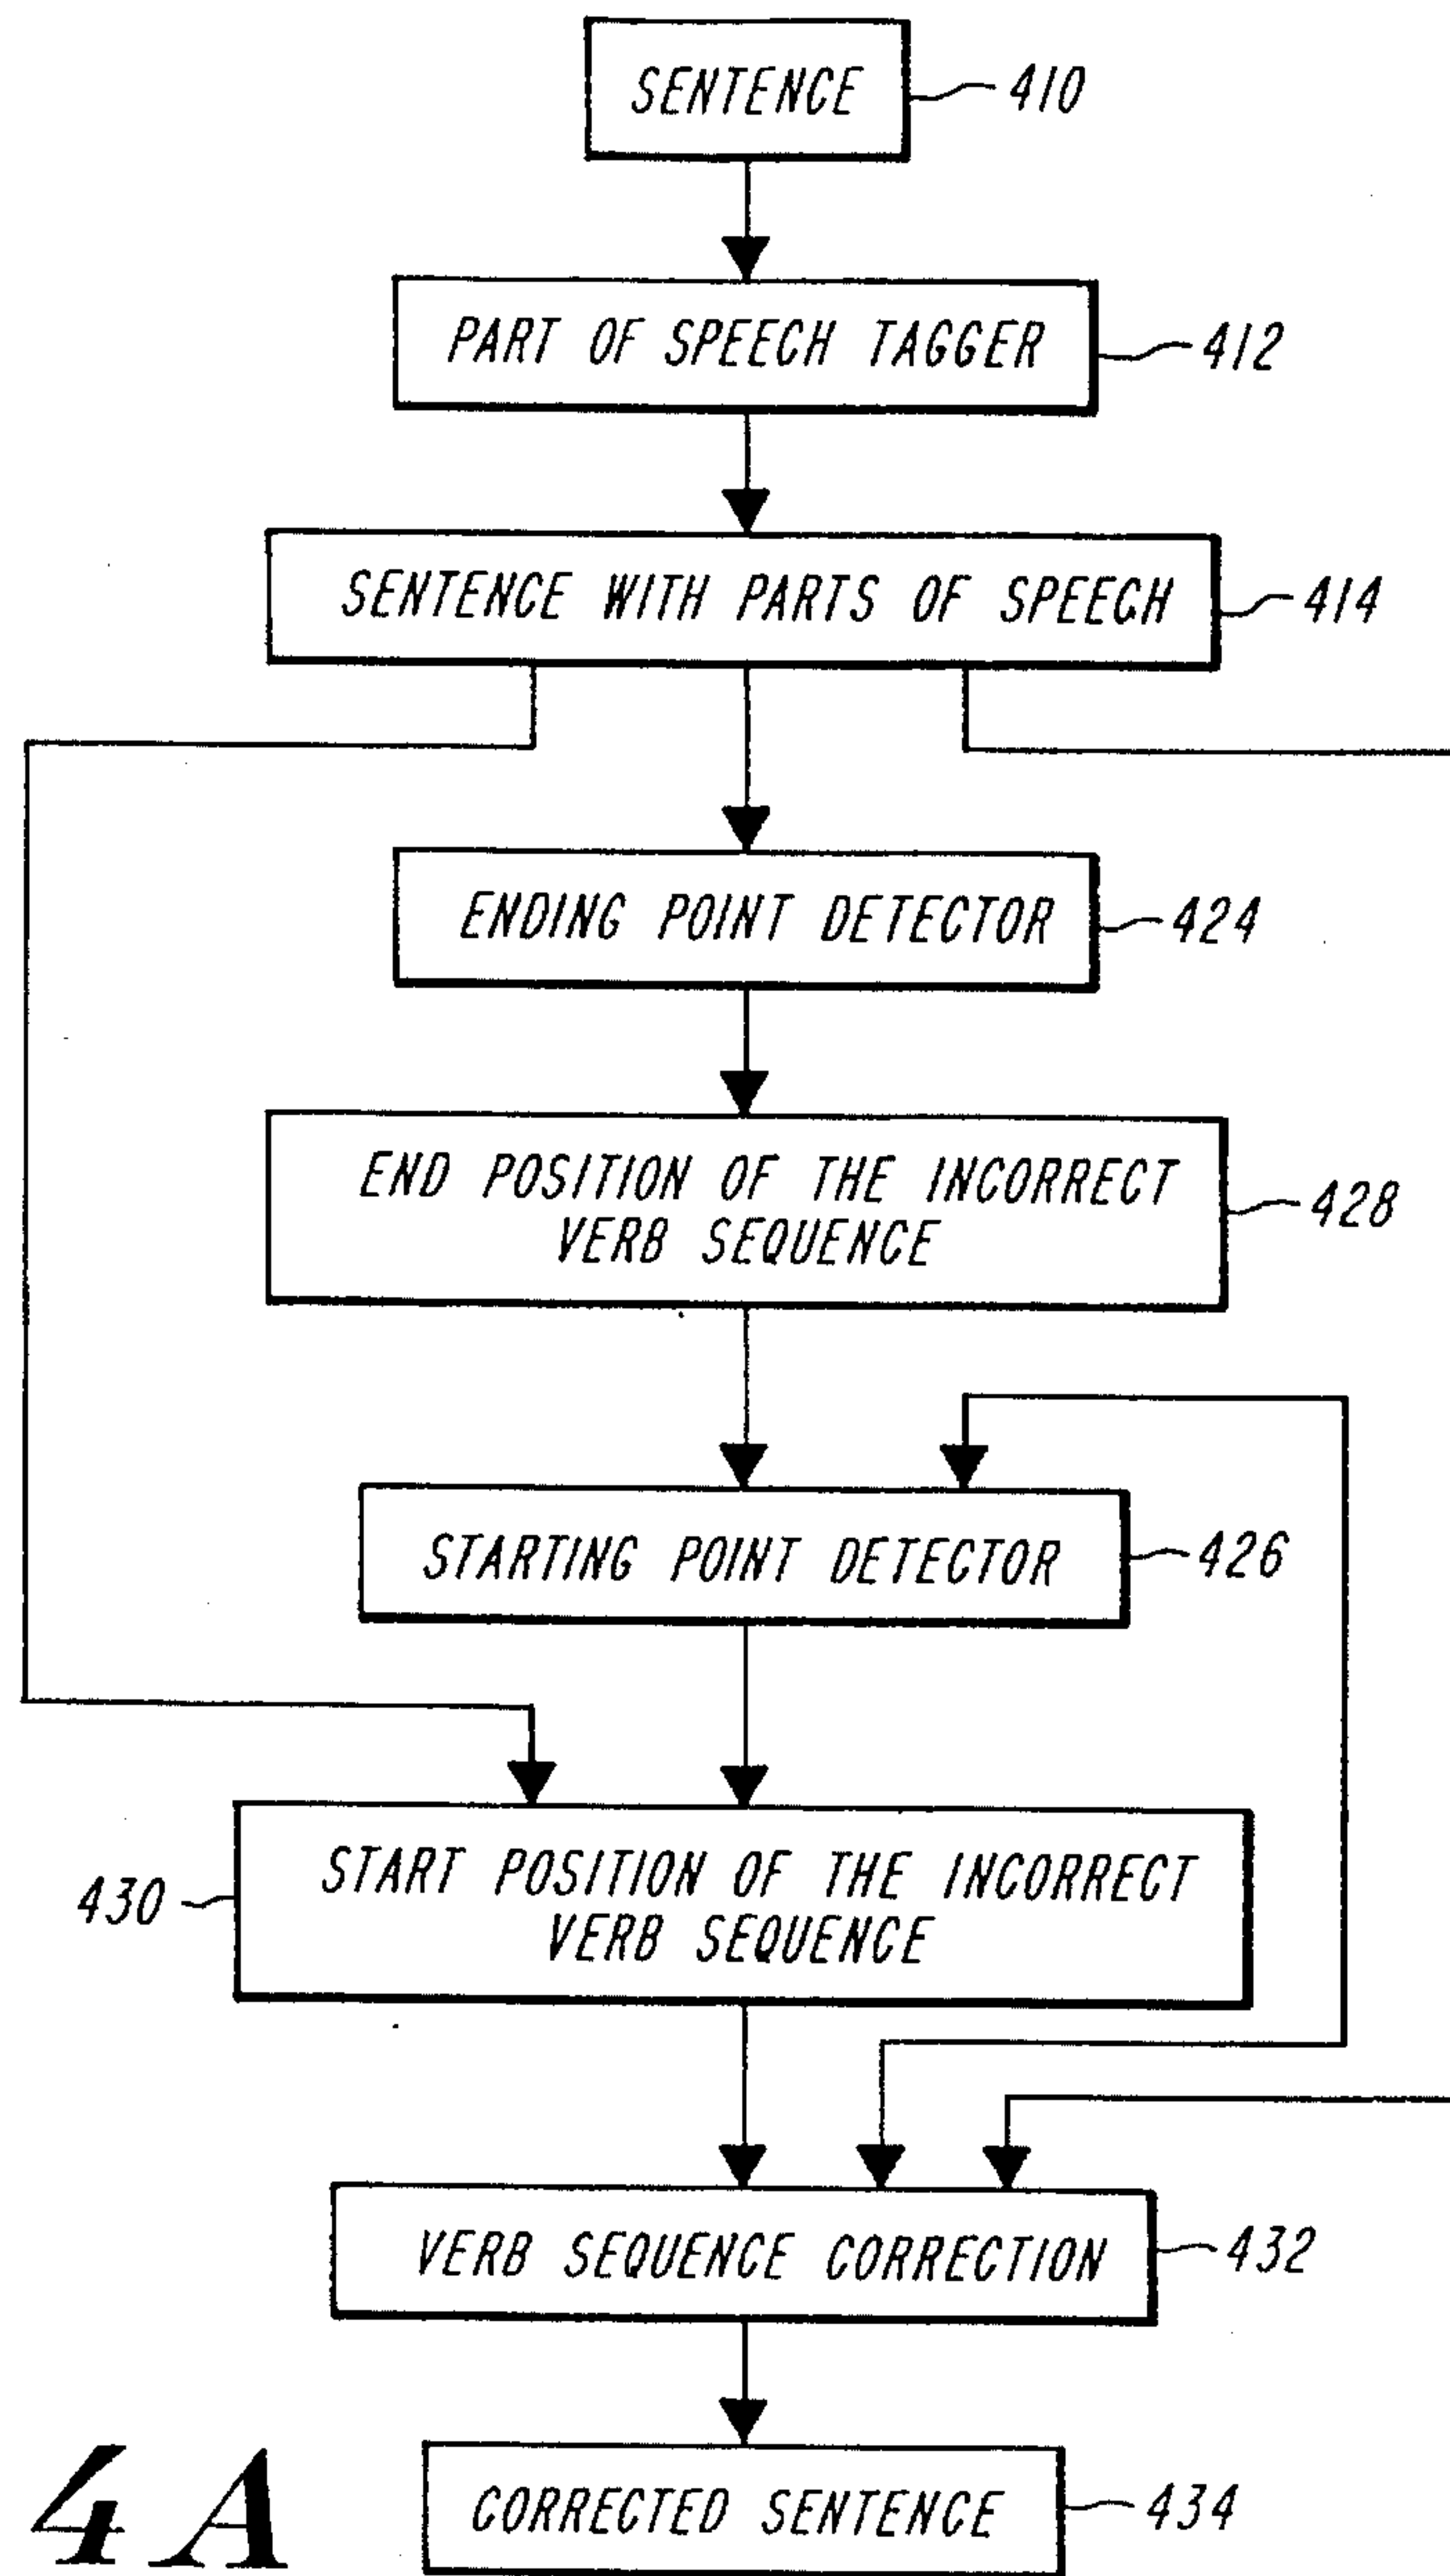 SENTENCE
410
PART OF SPEECH TAGGER
412
SENTENCE WITH PARTS OF SPEECH
414
ENDING POINT DETECTOR
424
END POSITION OF THE INCORRECT
VERB SEQUENCE
428
STARTING POINT DETECTOR
426
430
START POSITION OF THE INCORRECT
VERB SEQUENCE
VERB SEQUENCE CORRECTION
432
CORRECTED SENTENCE
434
4A